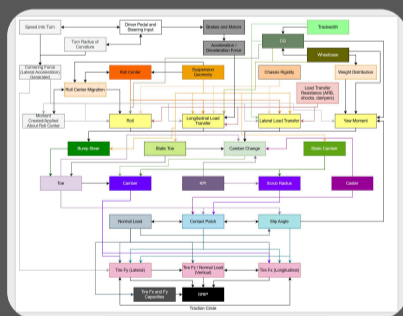 Speed Into Turn
Driver Pedal and
Steering Input
Brakes and Motors
Trackwidth
Turn Radius of
Curvature
CG
Acceleration /
Deceleration Force
Wheelbase
Cornering Force
(Lateral Acceleration)
Generated
Roll Center
Suspension
Geometry
Chassis Rigidity
Weight Distribution
Roll Center Migration
Load Transfer
Resistance (ARB,
shocks, dampers)
Moment
Created/Applied
About Roll Center
Roll
Longitudinal Load
Transfer
Lateral Load Transfer
Yaw Moment
Bump Steer
Static Toe
Camber Change
Static Camber
Toe
Camber
KPI
Scrub Radius
Caster
Normal Load
Contact Patch
Slip Angle
Tire Fy (Lateral)
Tire Fz / Normal Load
(Vertical)
Tire Fx (Longitudinal)
Tire Fx and Fy
Capacities
GRIP
Traction Circle